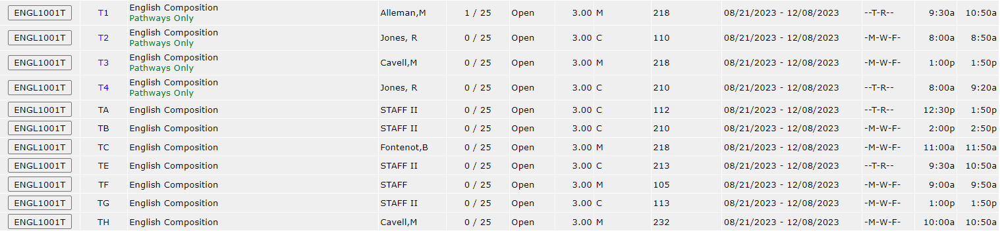 ENGL1001T T1 English Composition Alleman,M 1 / 25 Open 3.00 M 218 08/21/2023 - 12/08/2023 --T-R-- 9:30a 10:50a
Pathways Only
ENGL1001T T2 English Composition Jones, R 0 / 25 Open 3.00 C 110 08/21/2023 - 12/08/2023 -M-W-F- 8:00a 8:50a
Pathways Only
ENGL1001T T3 English Composition Cavell,M 0 / 25 Open 3.00 M 218 08/21/2023 - 12/08/2023 -M-W-F- 1:00p 1:50p
Pathways Only
ENGL1001T T4 English Composition Jones, R 0 / 25 Open 3.00 C 210 08/21/2023 - 12/08/2023 --T-R-- 8:00a 9:20a
Pathways Only
ENGL1001T TA English Composition STAFF II 0 / 25 Open 3.00 C 112 08/21/2023 - 12/08/2023 --T-R-- 12:30p 1:50p
ENGL1001T TB English Composition STAFF II 0 / 25 Open 3.00 C 210 08/21/2023 - 12/08/2023 -M-W-F- 2:00p 2:50p
ENGL1001T TC English Composition Fontenot,B 0 / 25 Open 3.00 M 218 08/21/2023 - 12/08/2023 -M-W-F- 11:00a 11:50a
ENGL1001T TE English Composition STAFF II 0 / 25 Open 3.00 C 213 08/21/2023 - 12/08/2023 --T-R-- 9:30a 10:50a
ENGL1001T TF English Composition STAFF 0 / 25 Open 3.00 M 105 08/21/2023 - 12/08/2023 -M-W-F- 9:00a 9:50a
ENGL1001T TG English Composition STAFF II 0 / 25 Open 3.00 C 113 08/21/2023 - 12/08/2023 -M-W-F- 1:00p 1:50p
ENGL1001T TH English Composition Cavell,M 0 / 25 Open 3.00 M 232 08/21/2023 - 12/08/2023 -M-W-F- 10:00a 10:50a